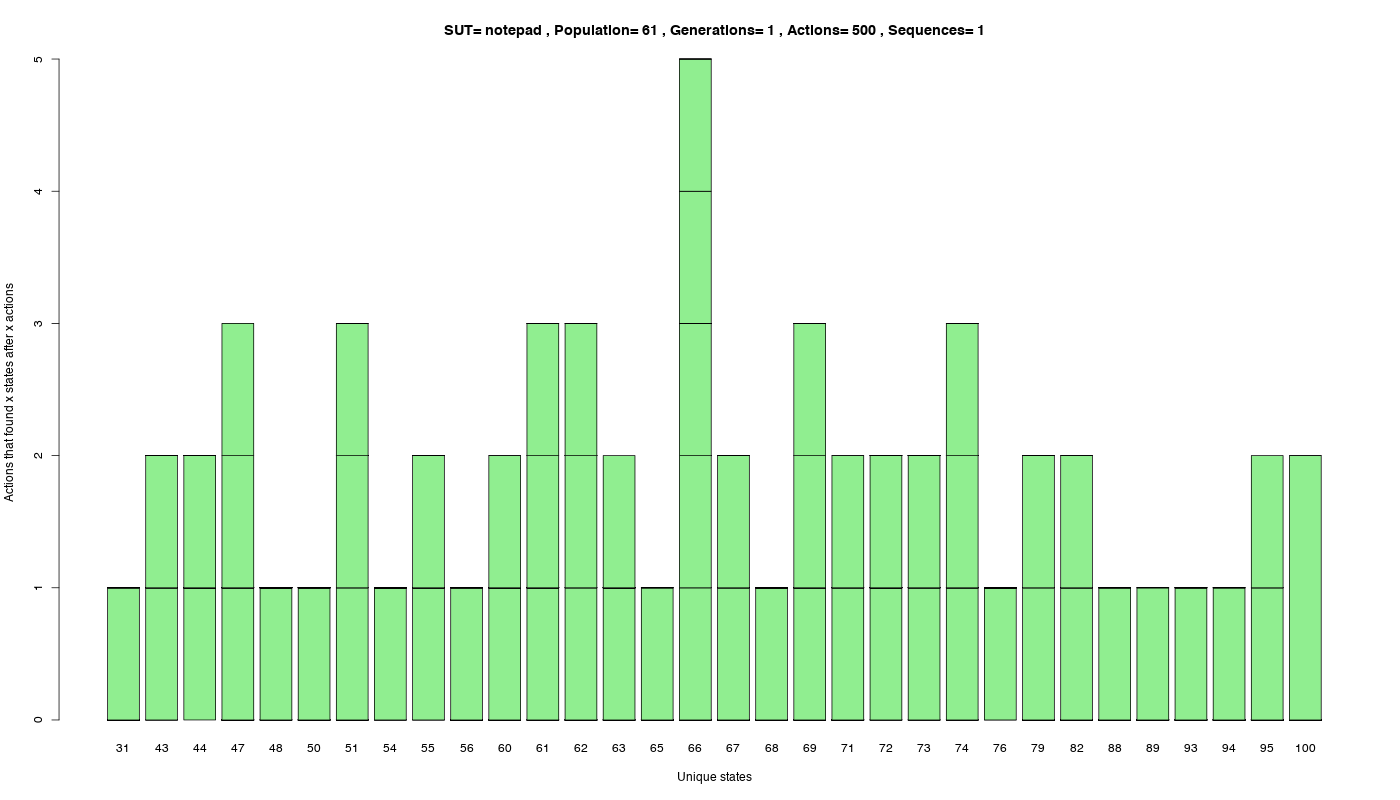 SUT= notepad , Population= 61 , Generations= 1 , Actions= 500 , Sequences= 1
Actions that found x states after x actions
5
4
3
2
1
0
31 43 44 47 48 50 51 54 55 56 60 61 62 63 65 66 67 68 69 71 72 73 74 76 79 82 88 89 93 94 95 100
Unique states